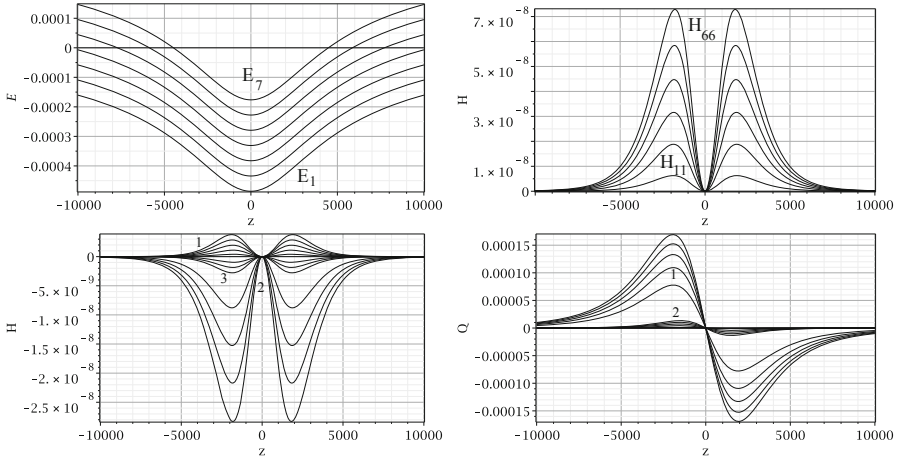 0.0001
0
-0.0001
-0.0002
-0.0003
-0.0004
E
E7
E1
-10000 -5000 0 5000 10000
z
7. × 10 -8
5. × 10 -8
3. × 10 -8
1. × 10 -8
0
H
H66
H11
-5000 0 5000 10000
z
0
-5. × 10 -9
-1. × 10 -8
-1.5 × 10 -8
-2. × 10 -8
-2.5 × 10 -8
H
1
3
2
-10000 -5000 0 5000 10000
z
0.00015
0.00010
0.00005
0
-0.00005
-0.00010
-0.00015
Q
1
2
-10000 -5000 0 5000 10000
z